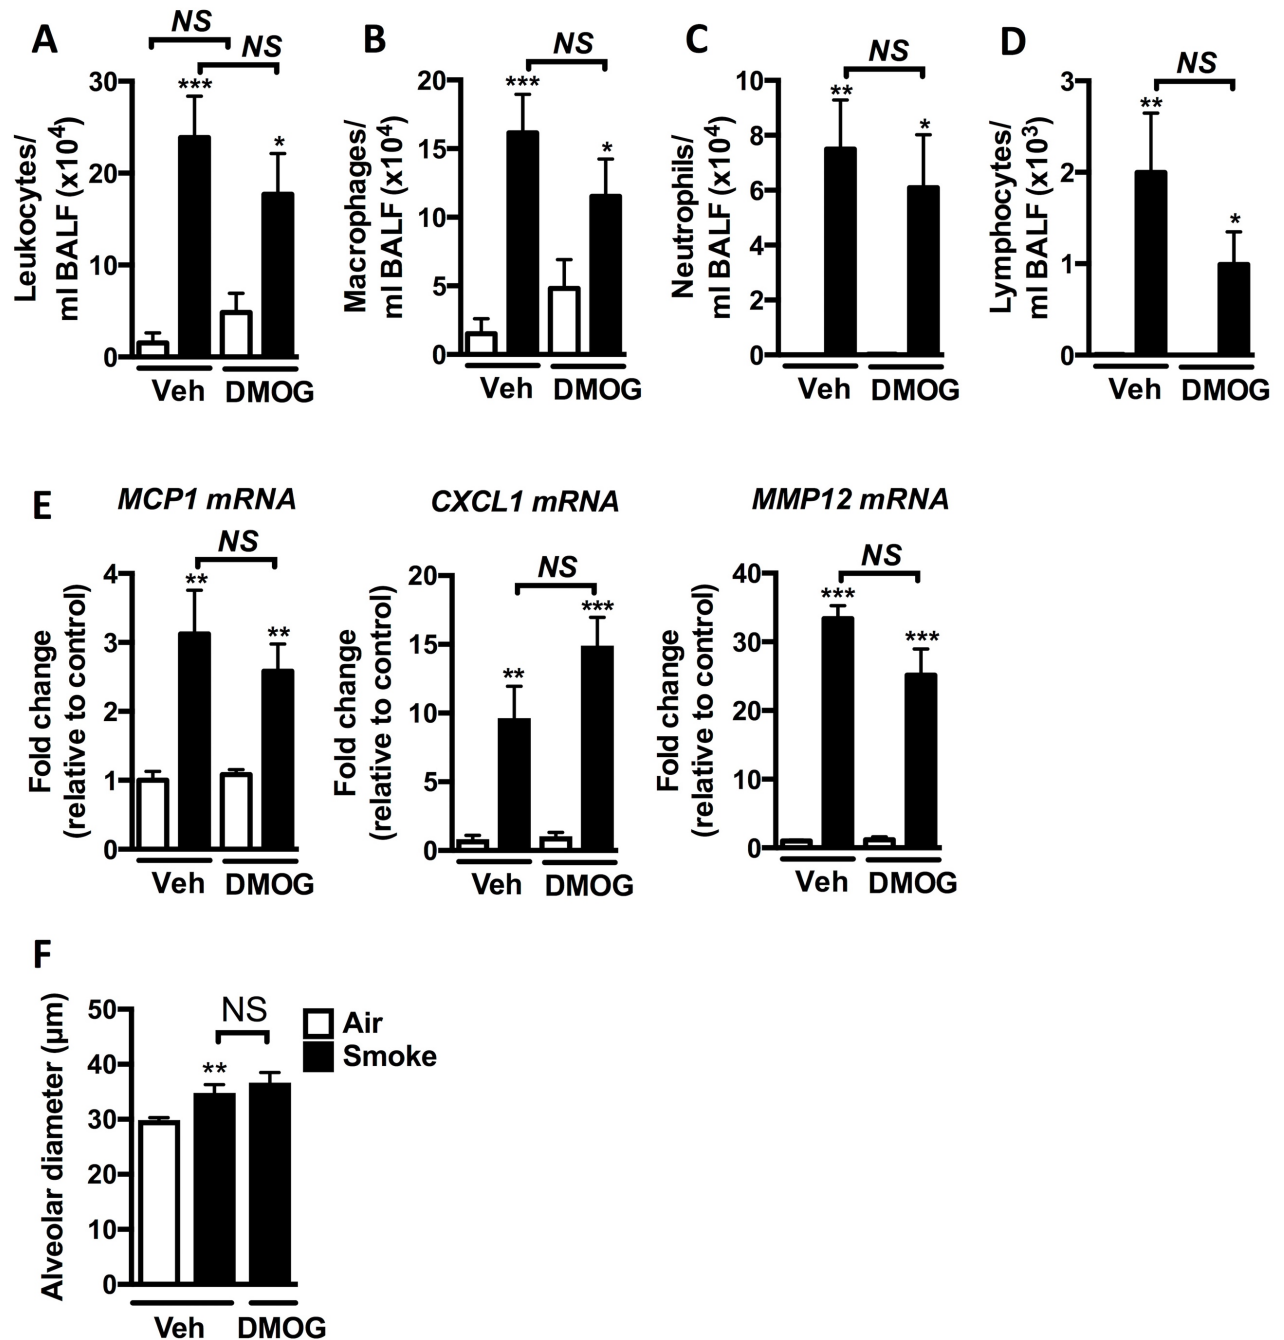 A
NS
NS
***
*
30
20
10
0
Leukocytes/
ml BALF (x10⁴)
Veh
DMOG
B
NS
***
*
20
15
10
5
0
Macrophages/
ml BALF (x10⁴)
Veh
DMOG
C
NS
**
*
10
8
6
4
2
0
Neutrophils/
ml BALF (x10⁴)
Veh
DMOG
D
NS
**
*
3
2
1
0
Lymphocytes/
ml BALF (x10³)
Veh
DMOG
E
MCP1 mRNA
NS
**
**
4
3
2
1
0
Fold change
(relative to control)
Veh
DMOG
CXCL1 mRNA
NS
**
***
20
15
10
5
0
Fold change
(relative to control)
Veh
DMOG
MMP12 mRNA
NS
***
***
40
30
20
10
0
Fold change
(relative to control)
Veh
DMOG
F
NS
**
50
40
30
20
10
0
Alveolar diameter (µm)
Veh
DMOG
Air
Smoke